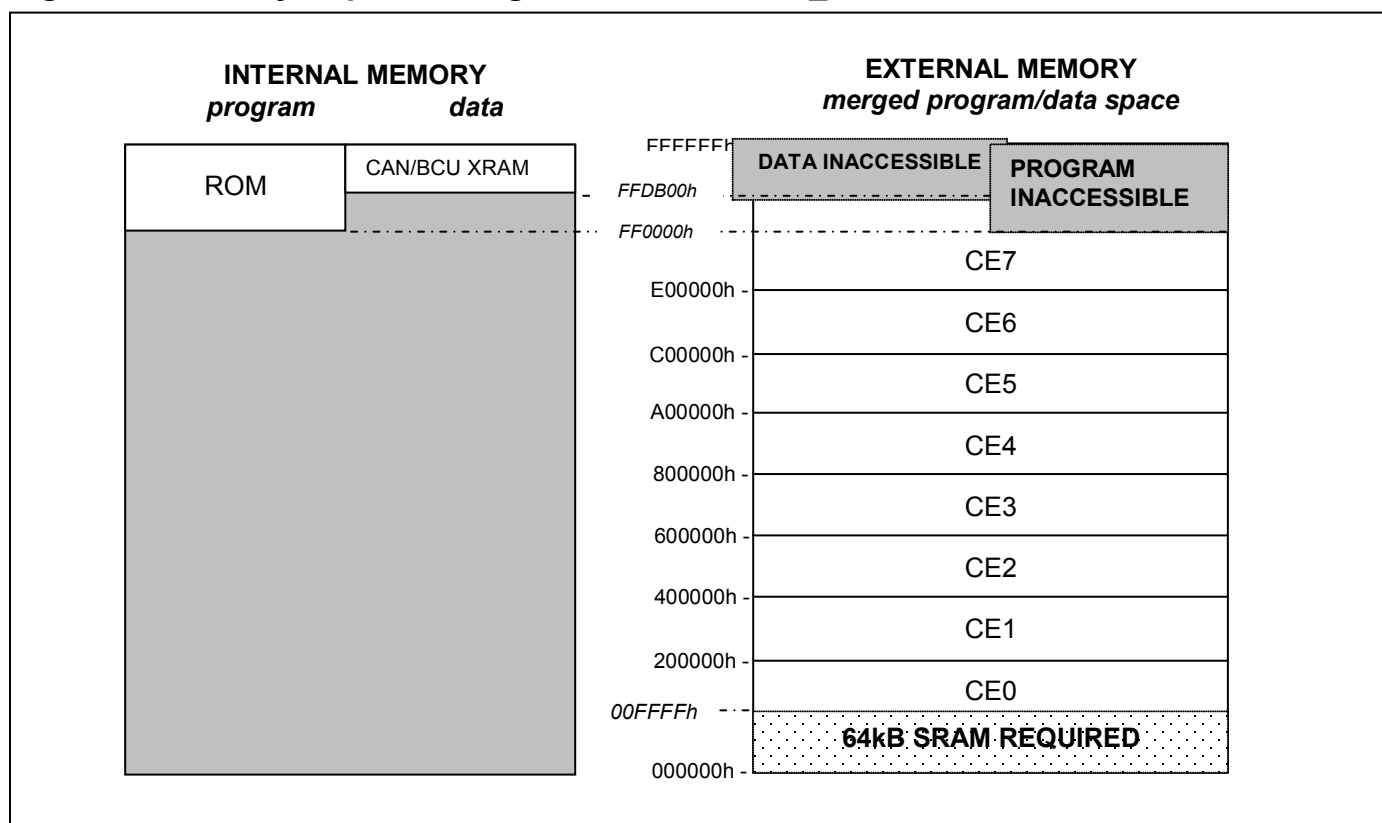 INTERNAL MEMORY
program data
ROM
CAN/BCU XRAM
EXTERNAL MEMORY
merged program/data space
FFFFFFh
DATA INACCESSIBLE
PROGRAM
INACCESSIBLE
FFDB00h
FF0000h
CE7
E00000h -
CE6
C00000h -
CE5
A00000h -
CE4
800000h -
CE3
600000h -
CE2
400000h -
CE1
200000h -
CE0
00FFFFh
64kB SRAM REQUIRED
000000h -